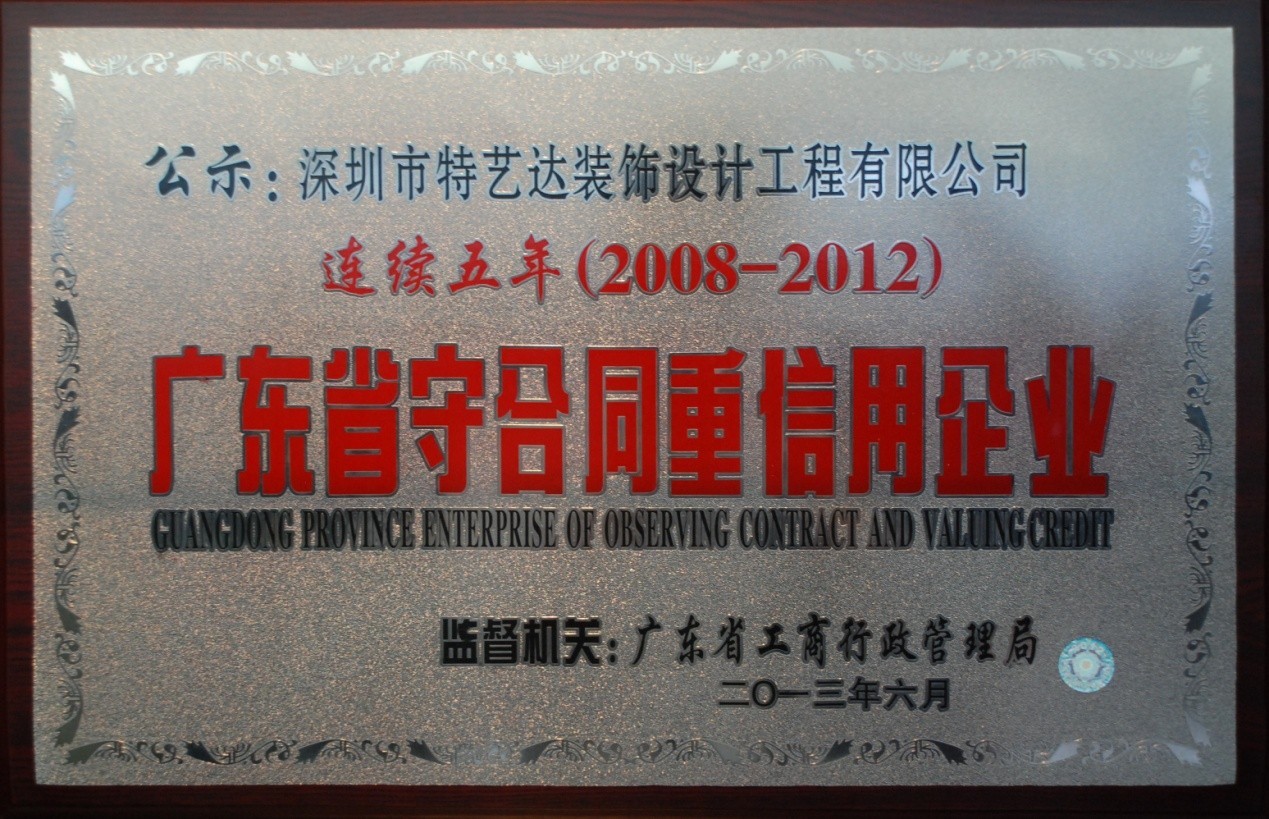 公示：深圳市特艺达装饰设计工程有限公司
连续五年(2008-2012)
广东省守合同重信用企业
GUANGDONG PROVINCE ENTERPRISE OF OBSERVING CONTRACT AND VALUING CREDIT
监督机关：广东省工商行政管理局
二〇一三年六月